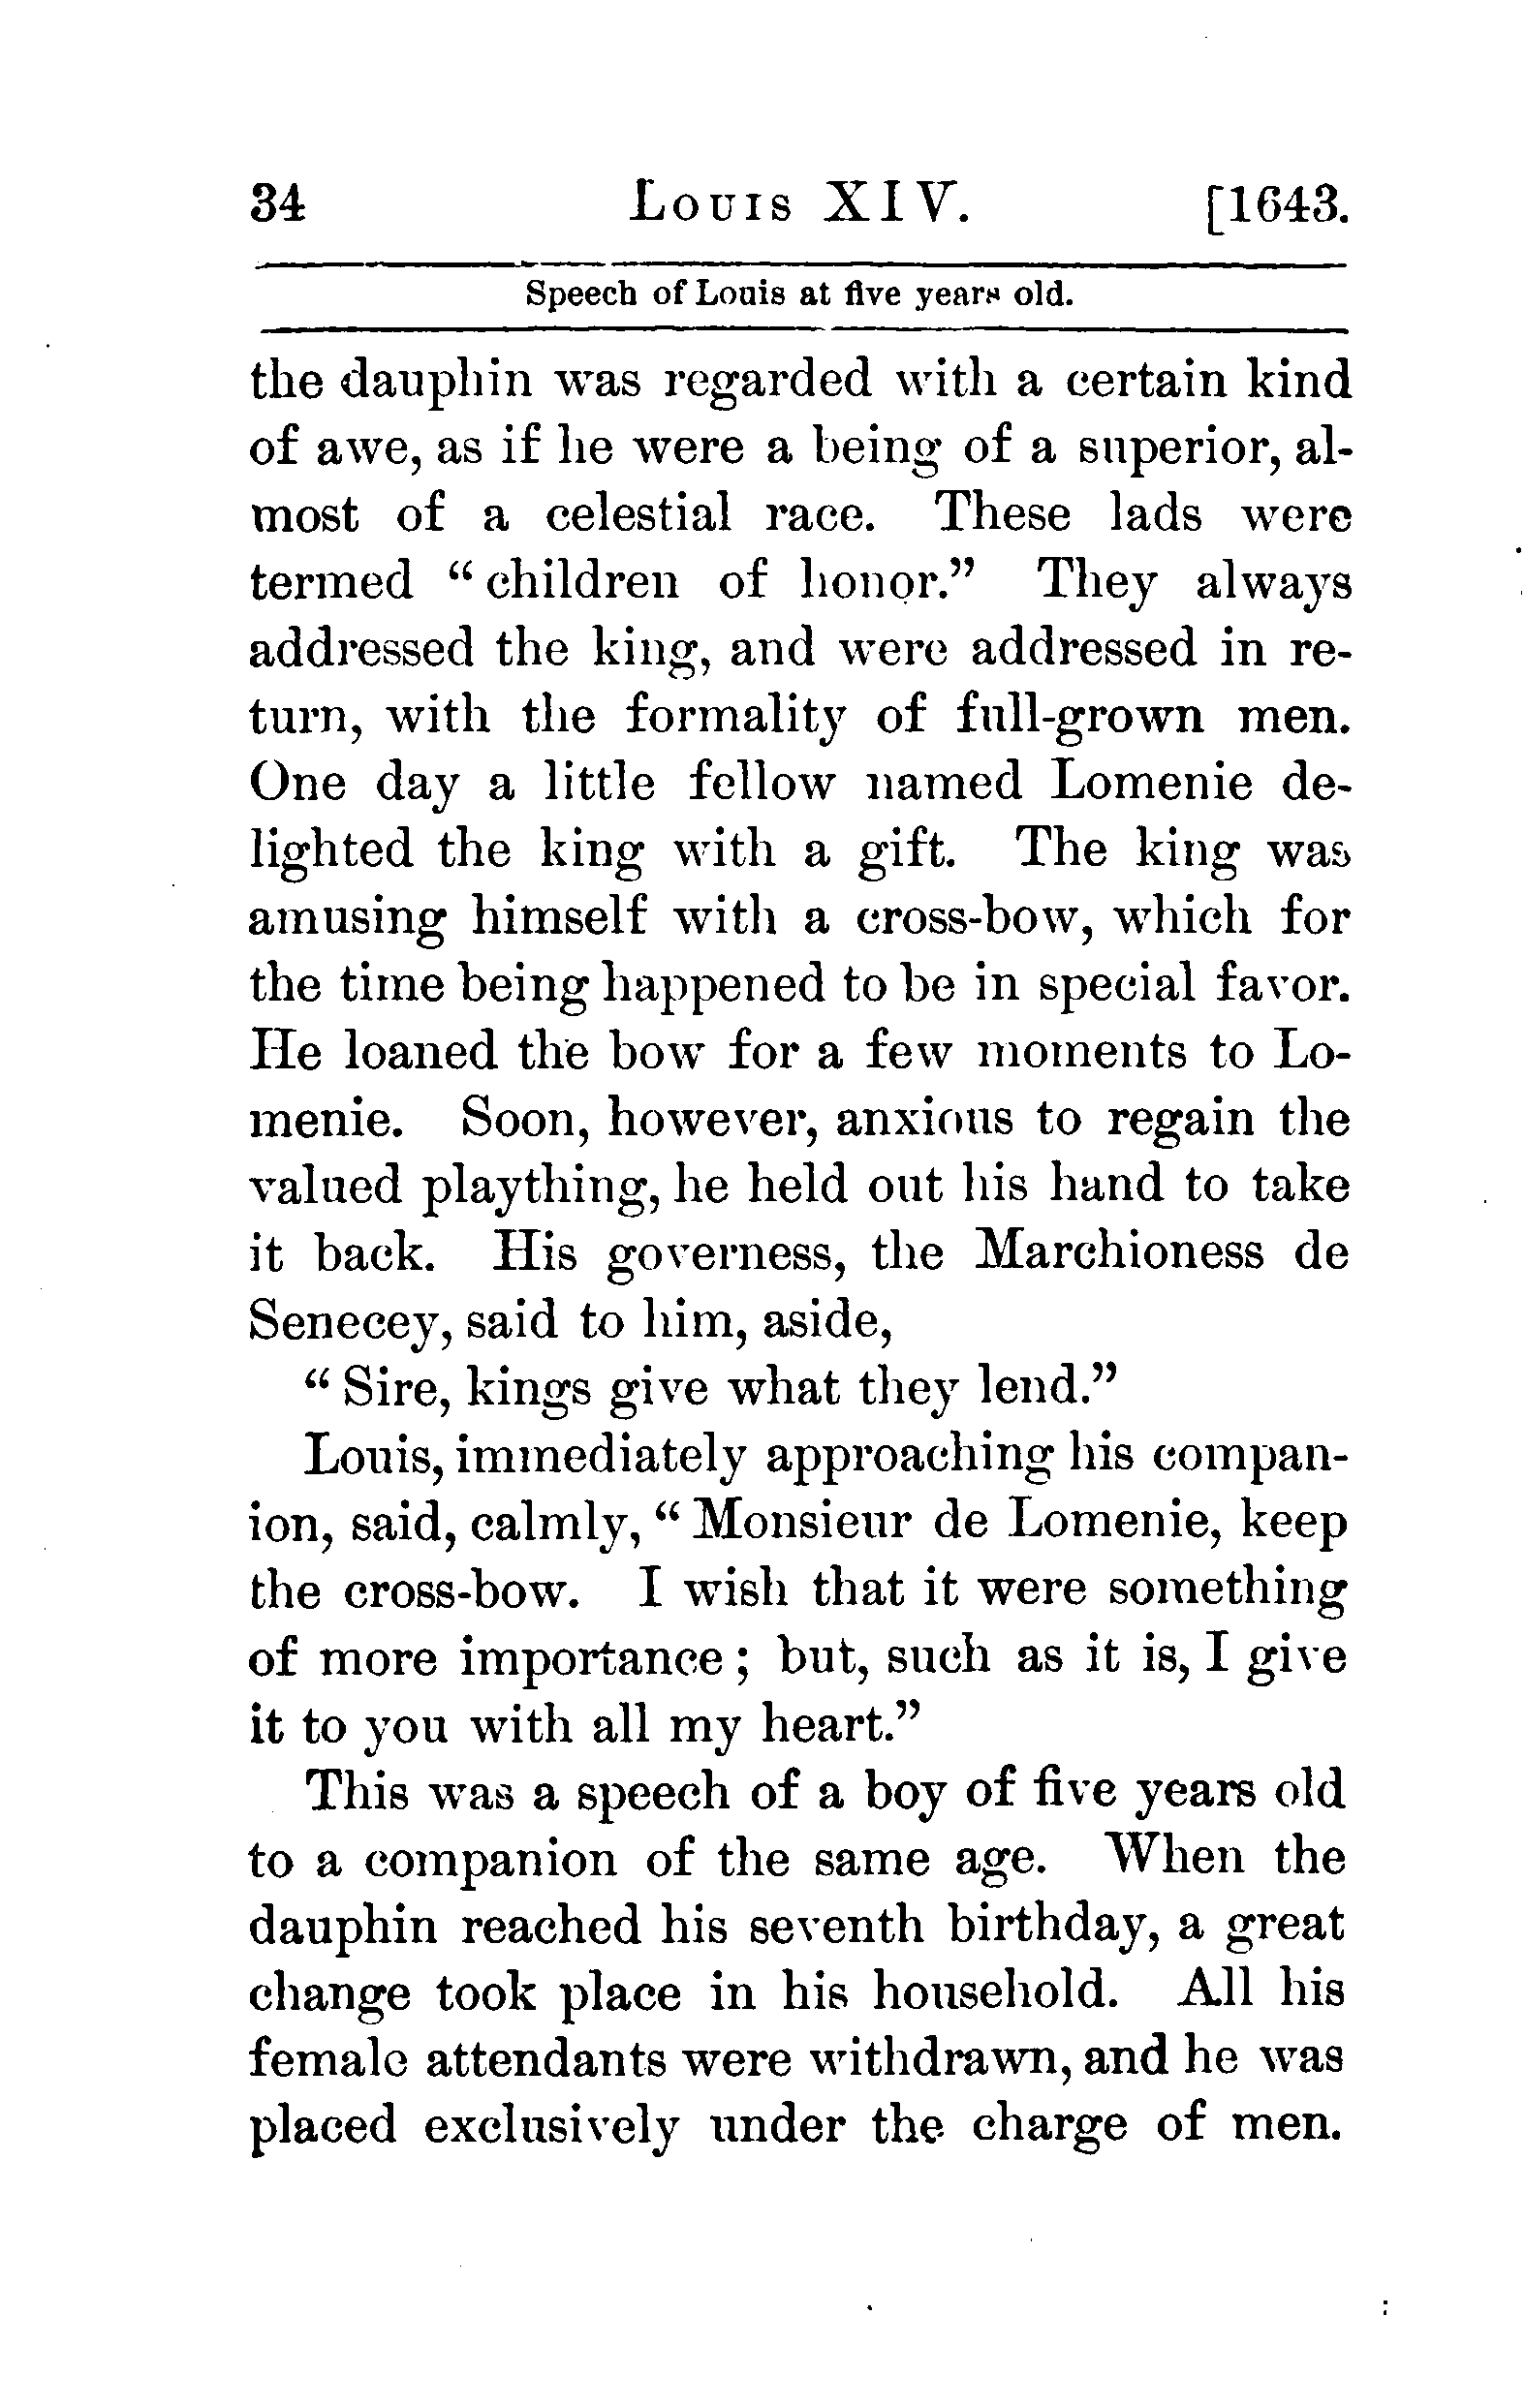 34 Louis XIV. [1643.
Speech of Louis at five years old.
the dauphin was regarded with a certain kind
of awe, as if he were a being of a superior, al-
most of a celestial race. These lads were
termed “children of honor.” They always
addressed the king, and were addressed in re-
turn, with the formality of full-grown men.
One day a little fellow named Lomenie de-
lighted the king with a gift. The king was
amusing himself with a cross-bow, which for
the time being happened to be in special favor.
He loaned the bow for a few moments to Lo-
menie. Soon, however, anxious to regain the
valued plaything, he held out his hand to take
it back. His governess, the Marchioness de
Senecey, said to him, aside,
“Sire, kings give what they lend.”
Louis, immediately approaching his compan-
ion, said, calmly, “Monsieur de Lomenie, keep
the cross-bow. I wish that it were something
of more importance; but, such as it is, I give
it to you with all my heart.”
This was a speech of a boy of five years old
to a companion of the same age. When the
dauphin reached his seventh birthday, a great
change took place in his household. All his
female attendants were withdrawn, and he was
placed exclusively under the charge of men.